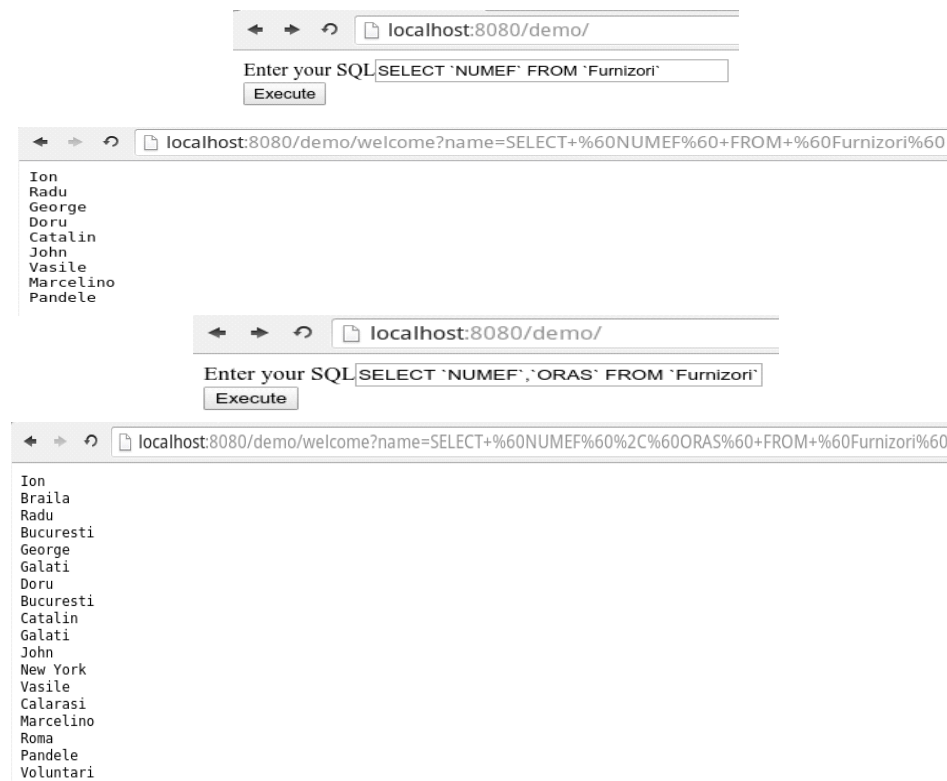 localhost:8080/demo/
Enter your SQL SELECT `NUMEF` FROM `Furnizori`
Execute
localhost:8080/demo/welcome?name=SELECT+%60NUMEF%60+FROM+%60Furnizori%60
Ion
Radu
George
Doru
Catalin
John
Vasile
Marcelino
Pandele
localhost:8080/demo/
Enter your SQL SELECT `NUMEF`,`ORAS` FROM `Furnizori`
Execute
localhost:8080/demo/welcome?name=SELECT+%60NUMEF%60%2C%60ORAS%60+FROM+%60Furnizori%60
Ion
Braila
Radu
Bucuresti
George
Galati
Doru
Bucuresti
Catalin
Galati
John
New York
Vasile
Calarasi
Marcelino
Roma
Pandele
Voluntari